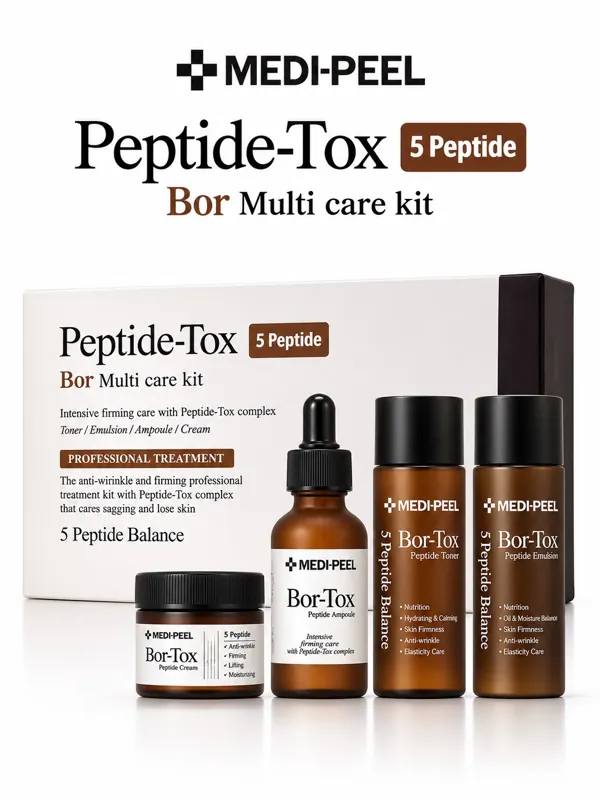 MEDI-PEEL
Peptide-Tox 5 Peptide
Bor Multi care kit
Peptide-Tox 5 Peptide
Bor Multi care kit
Intensive firming care with Peptide-Tox complex
Toner / Emulsion / Ampoule / Cream
PROFESSIONAL TREATMENT
The anti-wrinkle and firming professional
treatment kit with Peptide-Tox complex
that cares sagging and lose skin
5 Peptide Balance
MEDI-PEEL
Bor-Tox
Peptide Cream
5 Peptide
✓ Anti-wrinkle
✓ Firming
✓ Lifting
✓ Moisturizing
MEDI-PEEL
Bor-Tox
Peptide Ampoule
Intensive
firming care
with Peptide-Tox complex
MEDI-PEEL
5 Peptide Balance
Bor-Tox
Peptide Toner
• Nutrition
• Hydrating & Calming
• Skin Firmness
• Anti-wrinkle
• Elasticity Care
MEDI-PEEL
5 Peptide Balance
Bor-Tox
Peptide Emulsion
• Nutrition
• Oil & Moisture Balance
• Skin Firmness
• Anti-wrinkle
• Elasticity Care